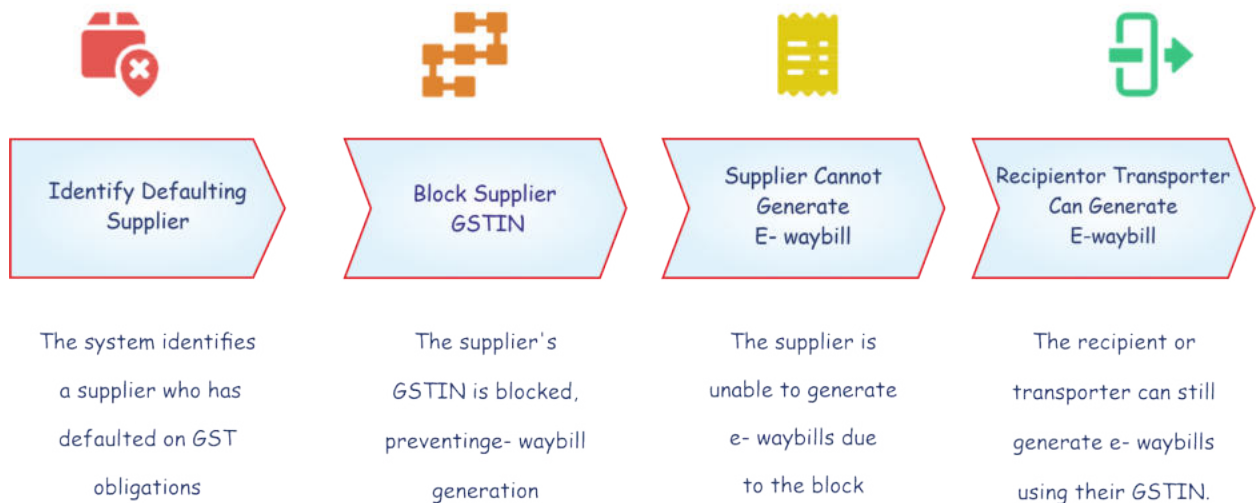 Identify Defaulting
Supplier
Block Supplier
GSTIN
Supplier Cannot
Generate
E- waybill
Recipientor Transporter
Can Generate
E-waybill
The system identifies
a supplier who has
defaulted on GST
obligations
The supplier's
GSTIN is blocked,
preventinge- waybill
generation
The supplier is
unable to generate
e- waybills due
to the block
The recipient or
transporter can still
generate e- waybills
using their GSTIN.